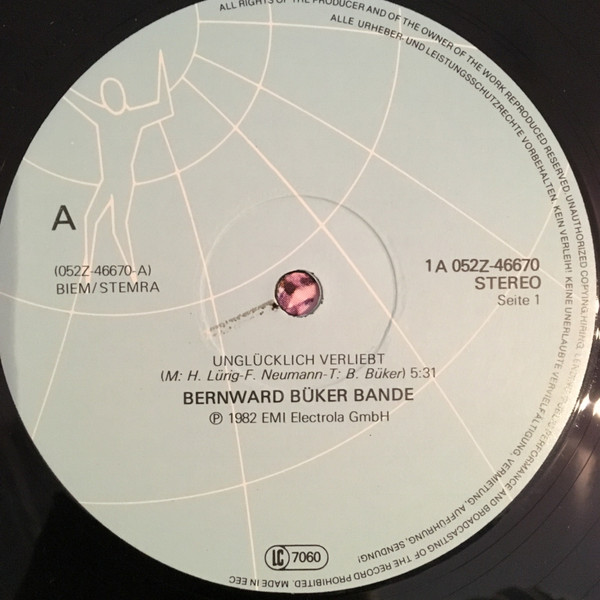 ALL RIGHTS OF THE PRODUCER AND OF THE OWNER OF THE WORK REPRODUCED RESERVED. UNAUTHORIZED COPYING, HIRING, PERFORMANCE AND BROADCASTING OF THE RECORD PROHIBITED. MADE IN EEC
ALLE URHEBER- UND LEISTUNGSSCHUTZRECHTE VORBEHALTEN. KEIN VERLEIH! KEINE UNERLAUBTE VERVIELFÄLTIGUNG, VERMIETUNG, AUFFÜHRUNG, SENDUNG!
A
(052Z-46670-A)
BIEM/STEMRA
1A 052Z-46670
STEREO
Seite 1
UNGLÜCKLICH VERLIEBT
(M: H. Lürig-F. Neumann-T: B. Büker) 5:31
BERNWARD BÜKER BANDE
℗ 1982 EMI Electrola GmbH
LC 7060